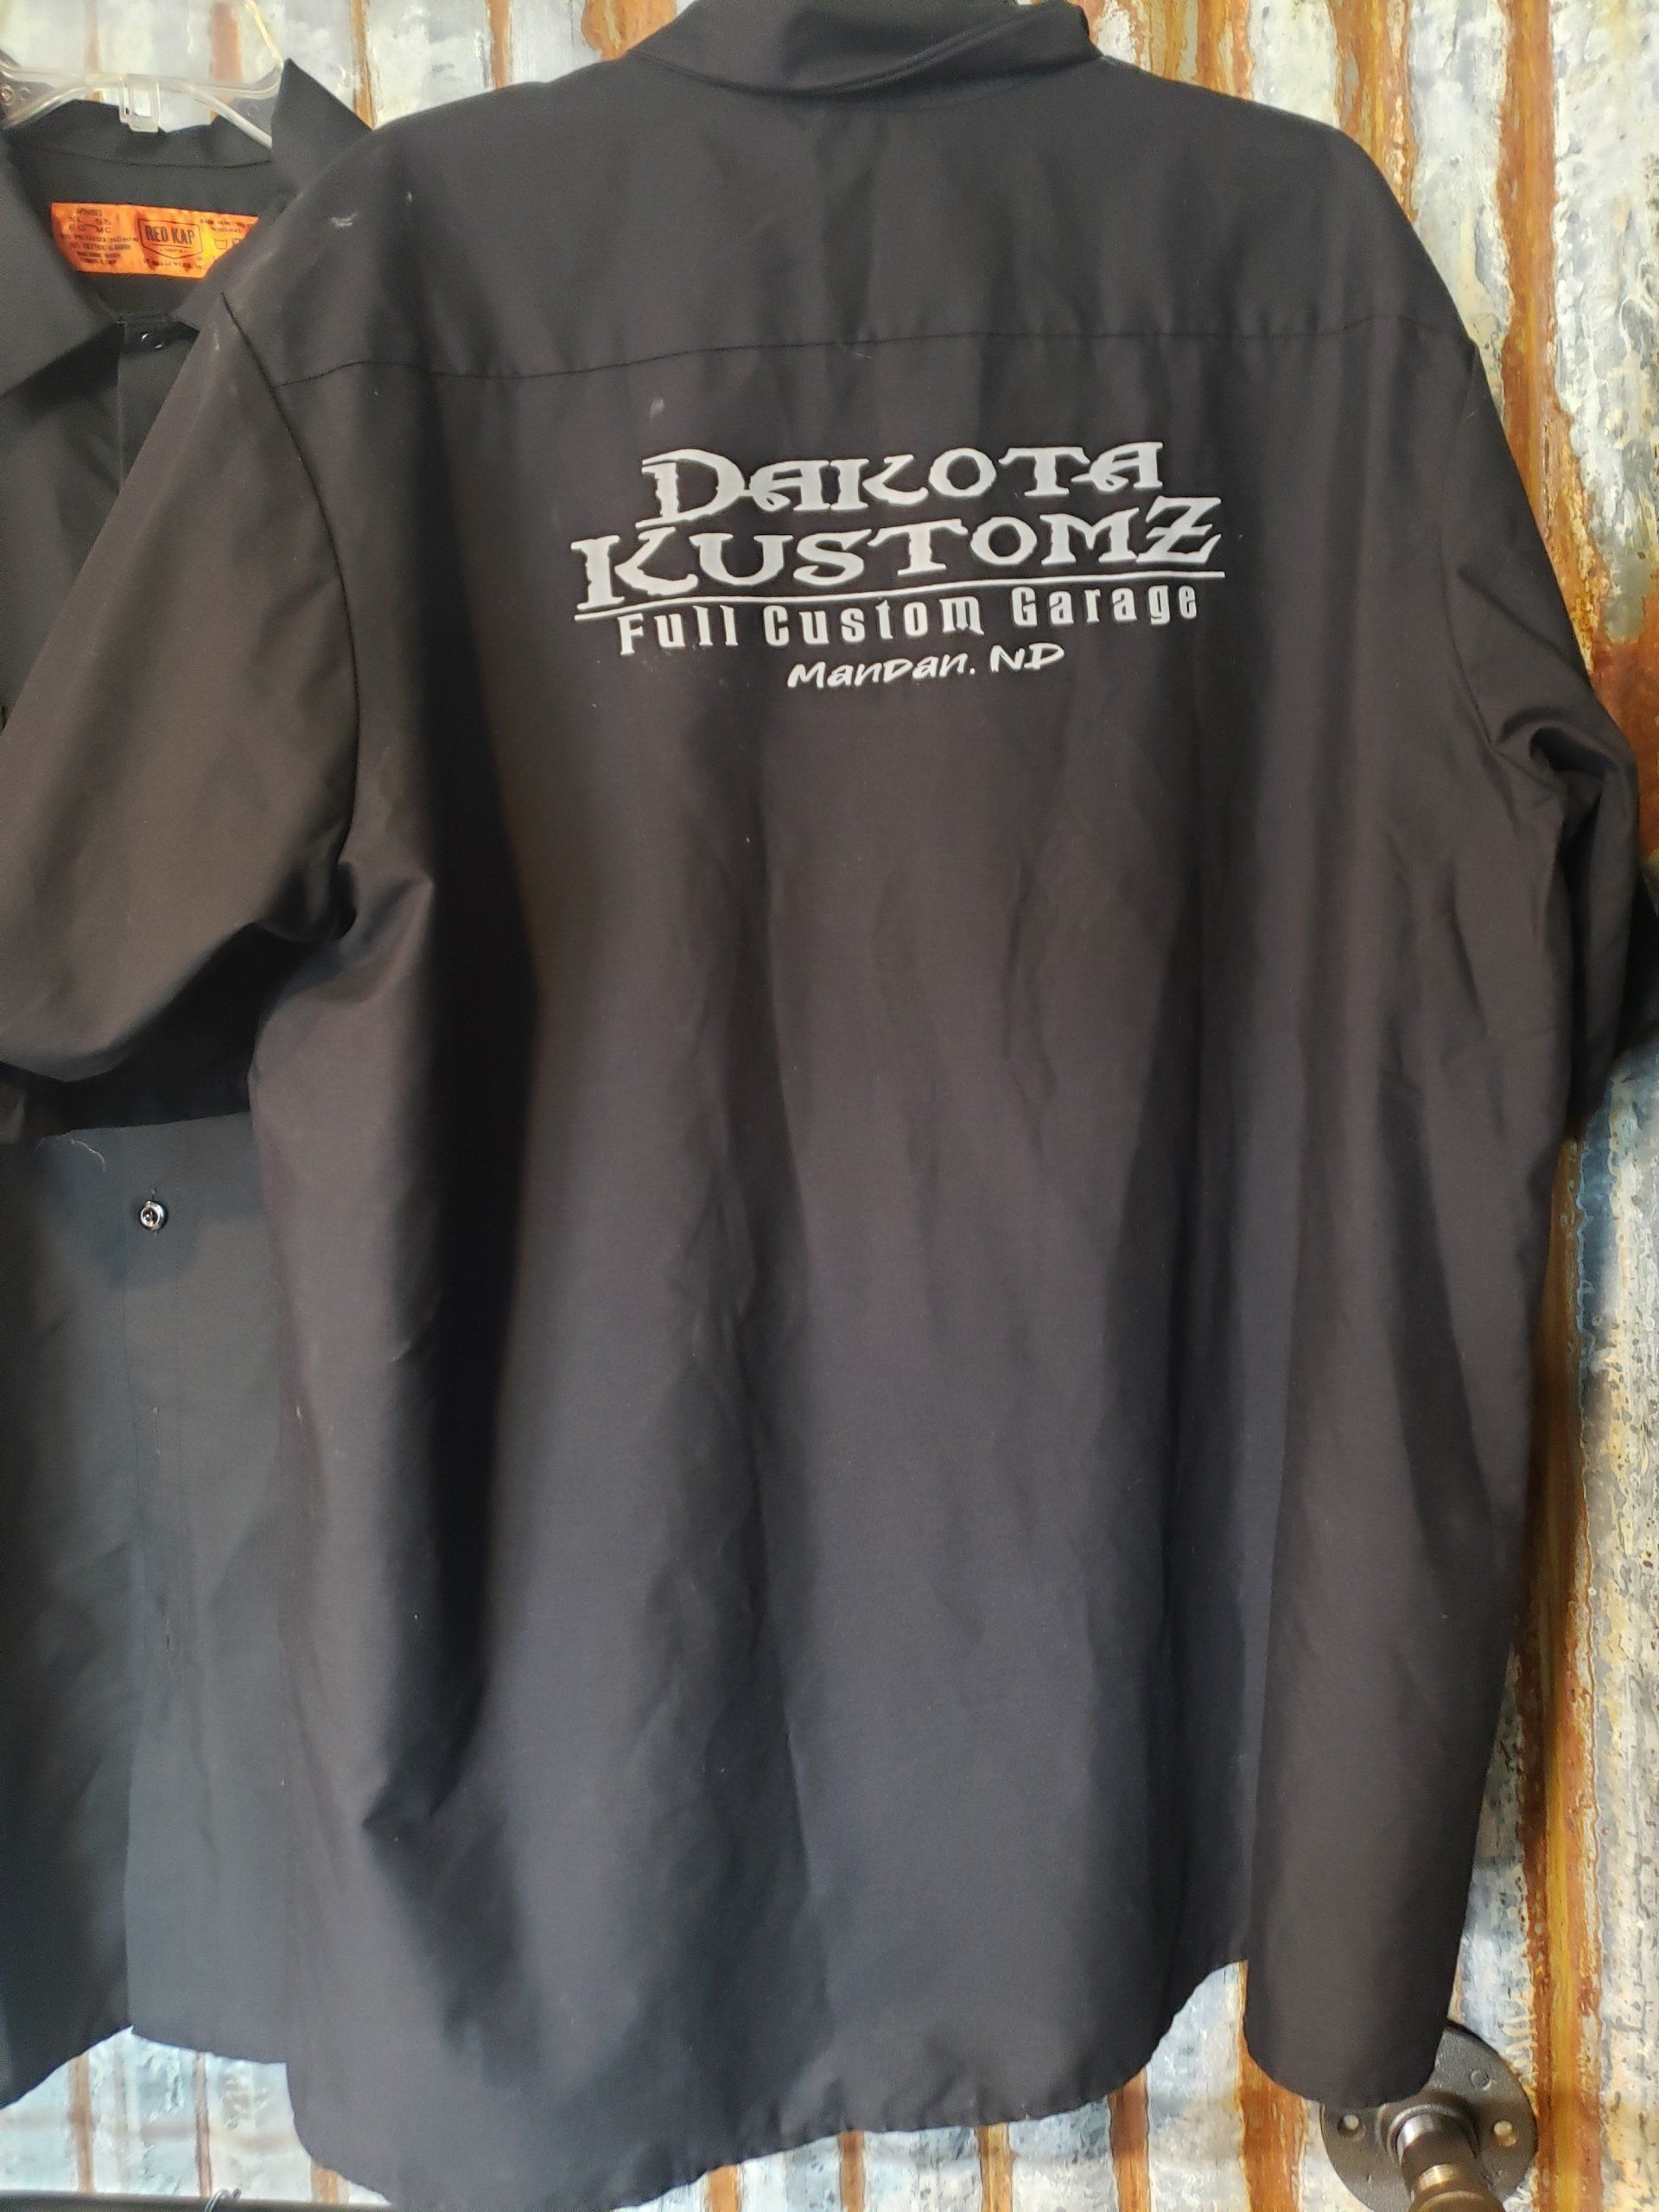 RED KAP
DAKOTA
KUSTOMZ
Full Custom Garage
Mandan. ND